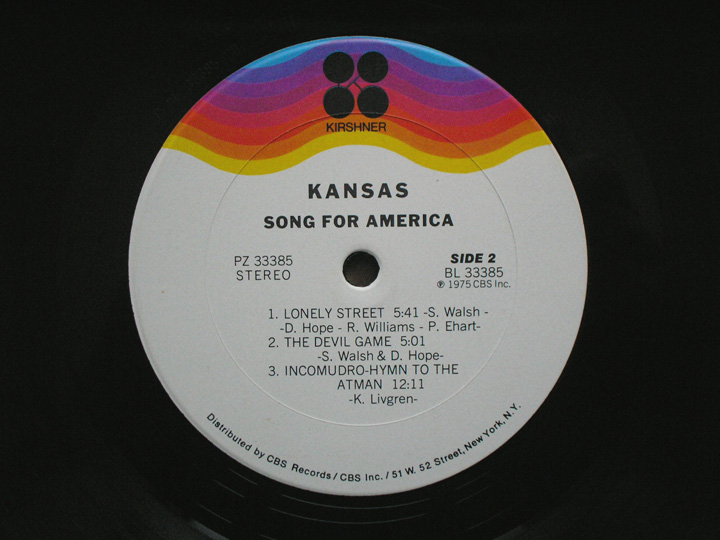 KIRSHNER
KANSAS
SONG FOR AMERICA
PZ 33385
STEREO
SIDE 2
BL 33385
℗ 1975 CBS Inc.
1. LONELY STREET 5:41 -S. Walsh -
-D. Hope - R. Williams - P. Ehart-
2. THE DEVIL GAME 5:01
-S. Walsh & D. Hope-
3. INCOMUDRO-HYMN TO THE
ATMAN 12:11
-K. Livgren-
Distributed by CBS Records / CBS Inc. / 51 W. 52 Street, New York, N.Y.